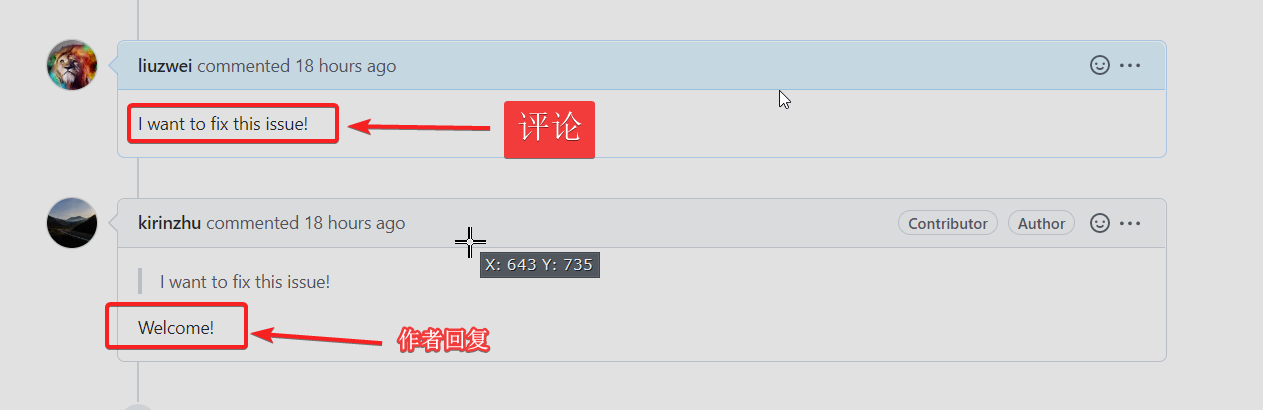 liuzwei commented 18 hours ago
I want to fix this issue!
评论
kirinzhu commented 18 hours ago
Contributor
Author
X: 643 Y: 735
I want to fix this issue!
Welcome!
作者回复